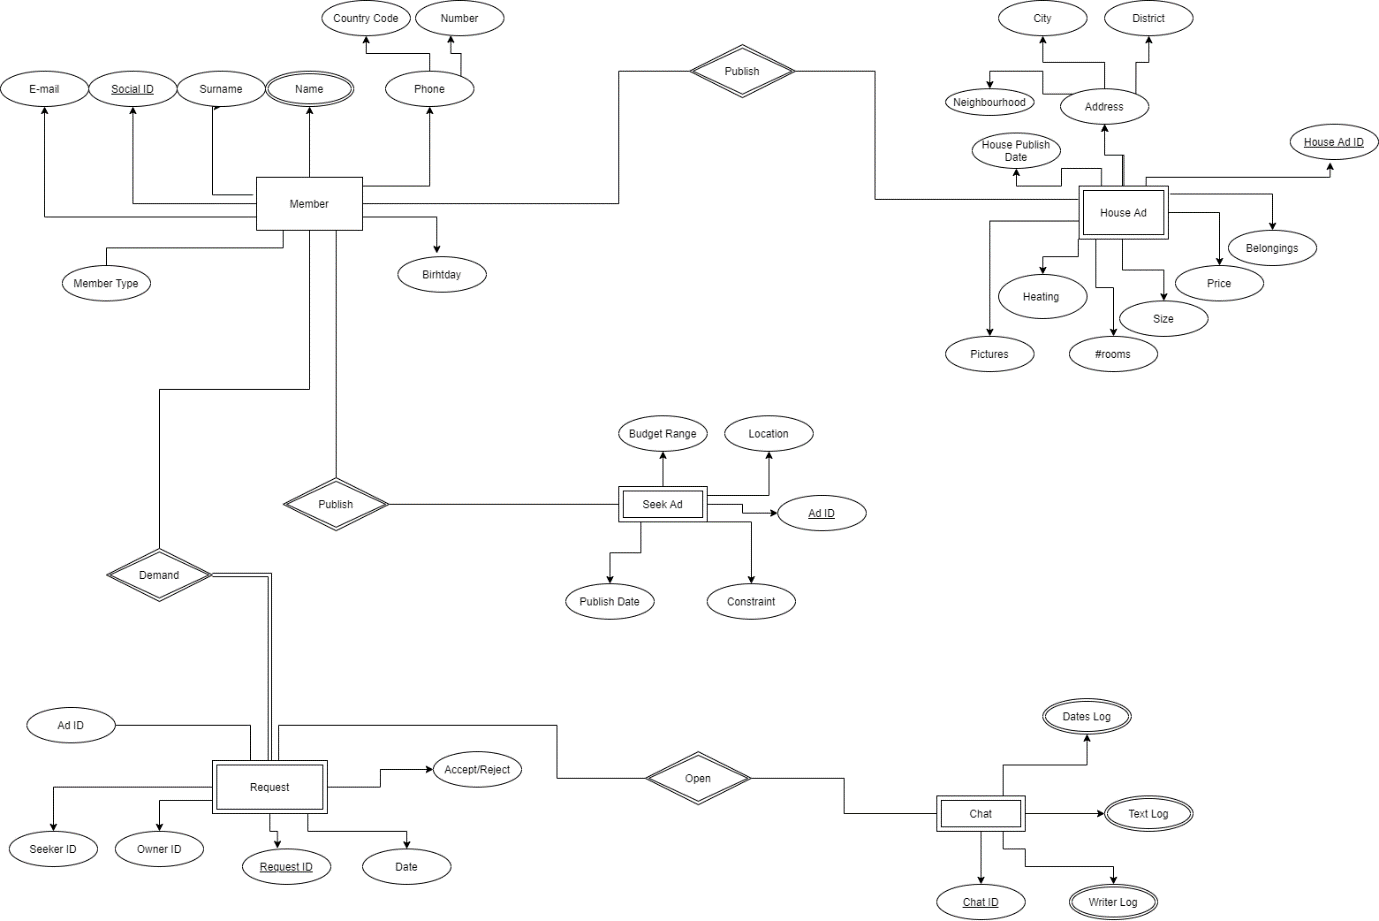 Country Code
Number
City
District
Publish
E-mail
Social ID
Surname
Name
Phone
Neighbourhood
Address
House Publish
Date
House Ad ID
Member
House Ad
Belongings
Member Type
Birhtday
Heating
Price
Size
Pictures
#rooms
Budget Range
Location
Publish
Seek Ad
Ad ID
Demand
Publish Date
Constraint
Ad ID
Dates Log
Accept/Reject
Request
Open
Chat
Text Log
Seeker ID
Owner ID
Request ID
Date
Chat ID
Writer Log